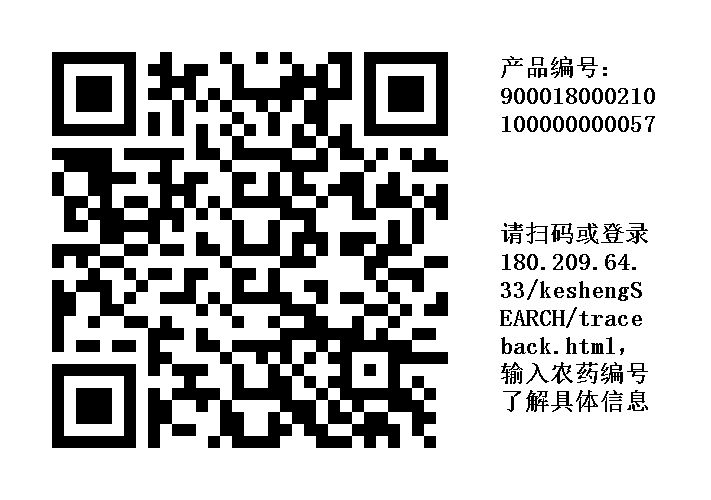 产品编号：
900018000210
100000000057
请扫码或登录
180.209.64.
33/keshengS
EARCH/trace
back.html,
输入农药编号
了解具体信息